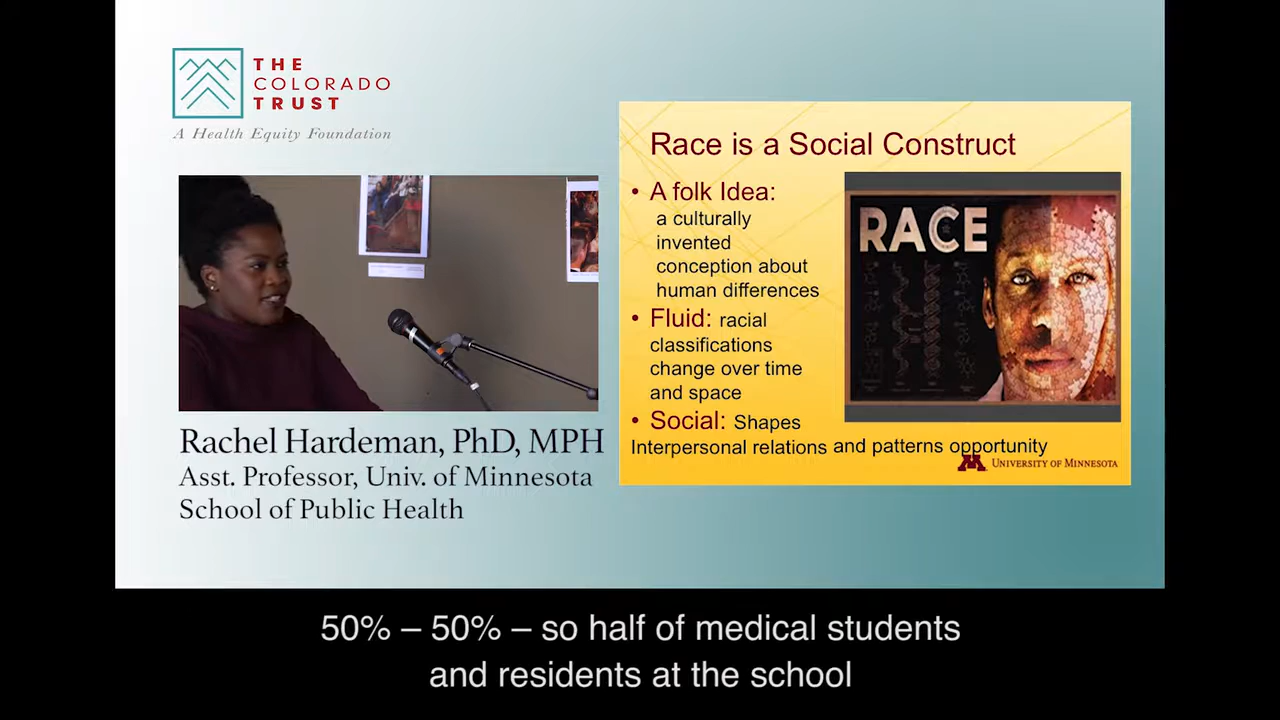 THE
COLORADO
TRUST
A Health Equity Foundation
Rachel Hardeman, PhD, MPH
Asst. Professor, Univ. of Minnesota
School of Public Health
Race is a Social Construct
• A folk Idea:
a culturally
invented
conception about
human differences
• Fluid: racial
classifications
change over time
and space
• Social: Shapes
Interpersonal relations and patterns opportunity
RACE
M UNIVERSITY OF MINNESOTA
50% – 50% – so half of medical students
and residents at the school